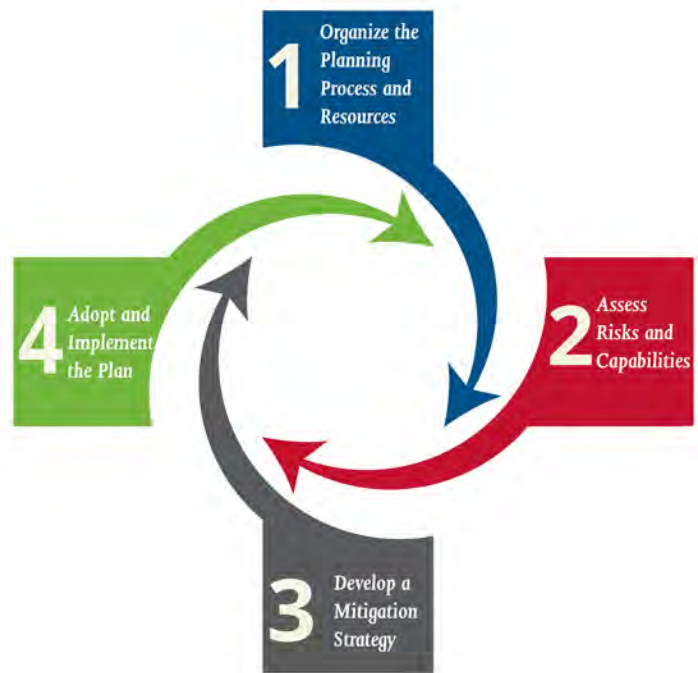 1
Organize the
Planning
Process and
Resources
2
Assess
Risks and
Capabilities
3
Develop a
Mitigation
Strategy
4
Adopt and
Implement
the Plan